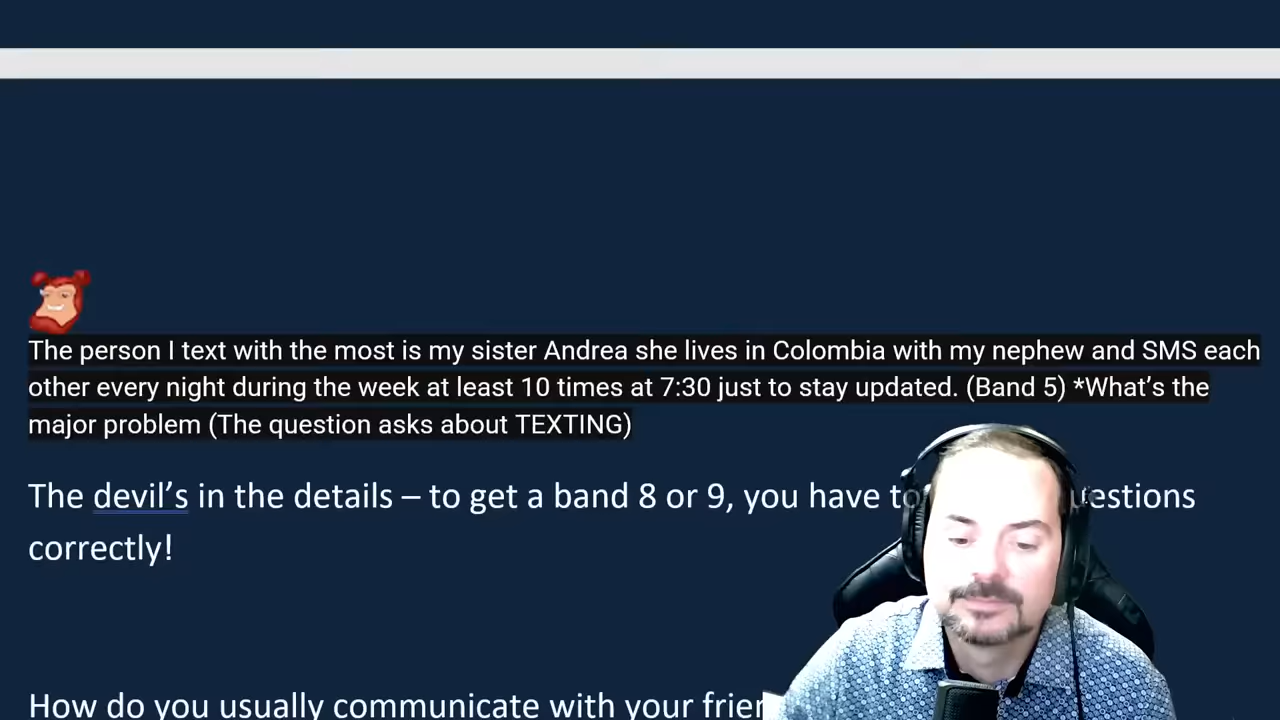 The person I text with the most is my sister Andrea she lives in Colombia with my nephew and SMS each
other every night during the week at least 10 times at 7:30 just to stay updated. (Band 5) *What’s the
major problem (The question asks about TEXTING)
The devil’s in the details – to get a band 8 or 9, you have to
correctly!
How do you usually communicate with your